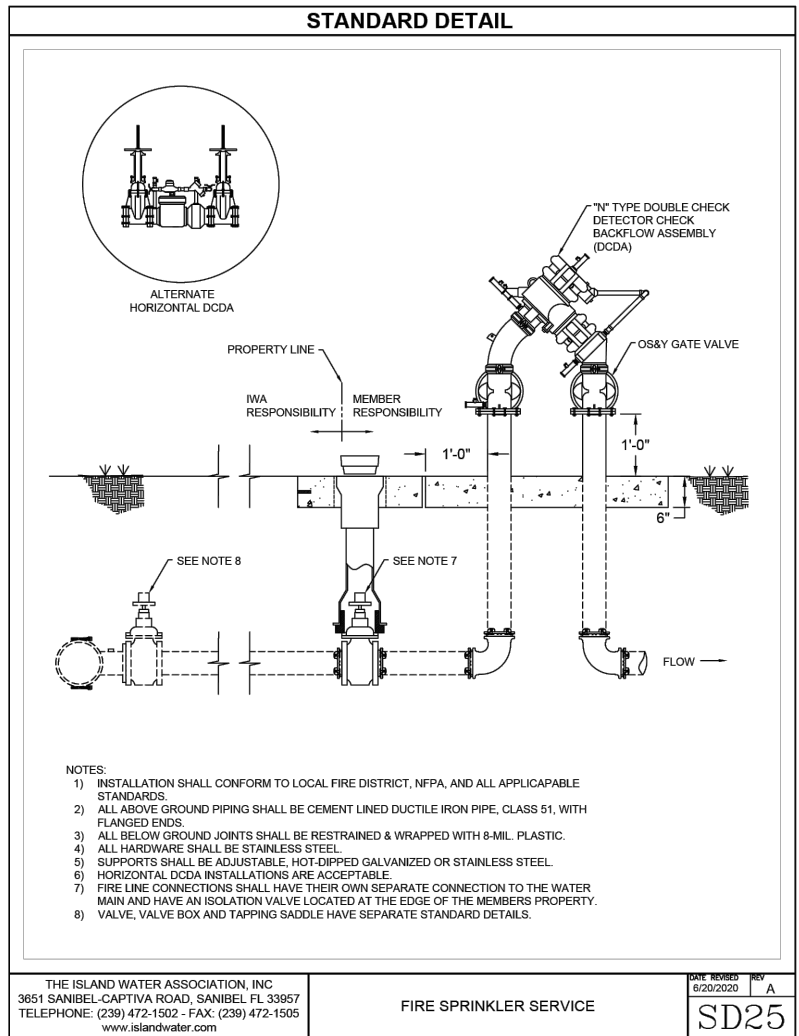 STANDARD DETAIL
ALTERNATE
HORIZONTAL DCDA
"N" TYPE DOUBLE CHECK
DETECTOR CHECK
BACKFLOW ASSEMBLY
(DCDA)
OS&Y GATE VALVE
PROPERTY LINE
IWA
RESPONSIBILITY
MEMBER
RESPONSIBILITY
1'-0"
1'-0"
6"
SEE NOTE 8
SEE NOTE 7
FLOW
NOTES:
1) INSTALLATION SHALL CONFORM TO LOCAL FIRE DISTRICT, NFPA, AND ALL APPLICAPABLE
STANDARDS.
2) ALL ABOVE GROUND PIPING SHALL BE CEMENT LINED DUCTILE IRON PIPE, CLASS 51, WITH
FLANGED ENDS.
3) ALL BELOW GROUND JOINTS SHALL BE RESTRAINED & WRAPPED WITH 8-MIL. PLASTIC.
4) ALL HARDWARE SHALL BE STAINLESS STEEL.
5) SUPPORTS SHALL BE ADJUSTABLE, HOT-DIPPED GALVANIZED OR STAINLESS STEEL.
6) HORIZONTAL DCDA INSTALLATIONS ARE ACCEPTABLE.
7) FIRE LINE CONNECTIONS SHALL HAVE THEIR OWN SEPARATE CONNECTION TO THE WATER
MAIN AND HAVE AN ISOLATION VALVE LOCATED AT THE EDGE OF THE MEMBERS PROPERTY.
8) VALVE, VALVE BOX AND TAPPING SADDLE HAVE SEPARATE STANDARD DETAILS.
THE ISLAND WATER ASSOCIATION, INC
3651 SANIBEL-CAPTIVA ROAD, SANIBEL FL 33957
TELEPHONE: (239) 472-1502 - FAX: (239) 472-1505
www.islandwater.com
FIRE SPRINKLER SERVICE
DATE REVISED
6/20/2020
REV
A
SD25